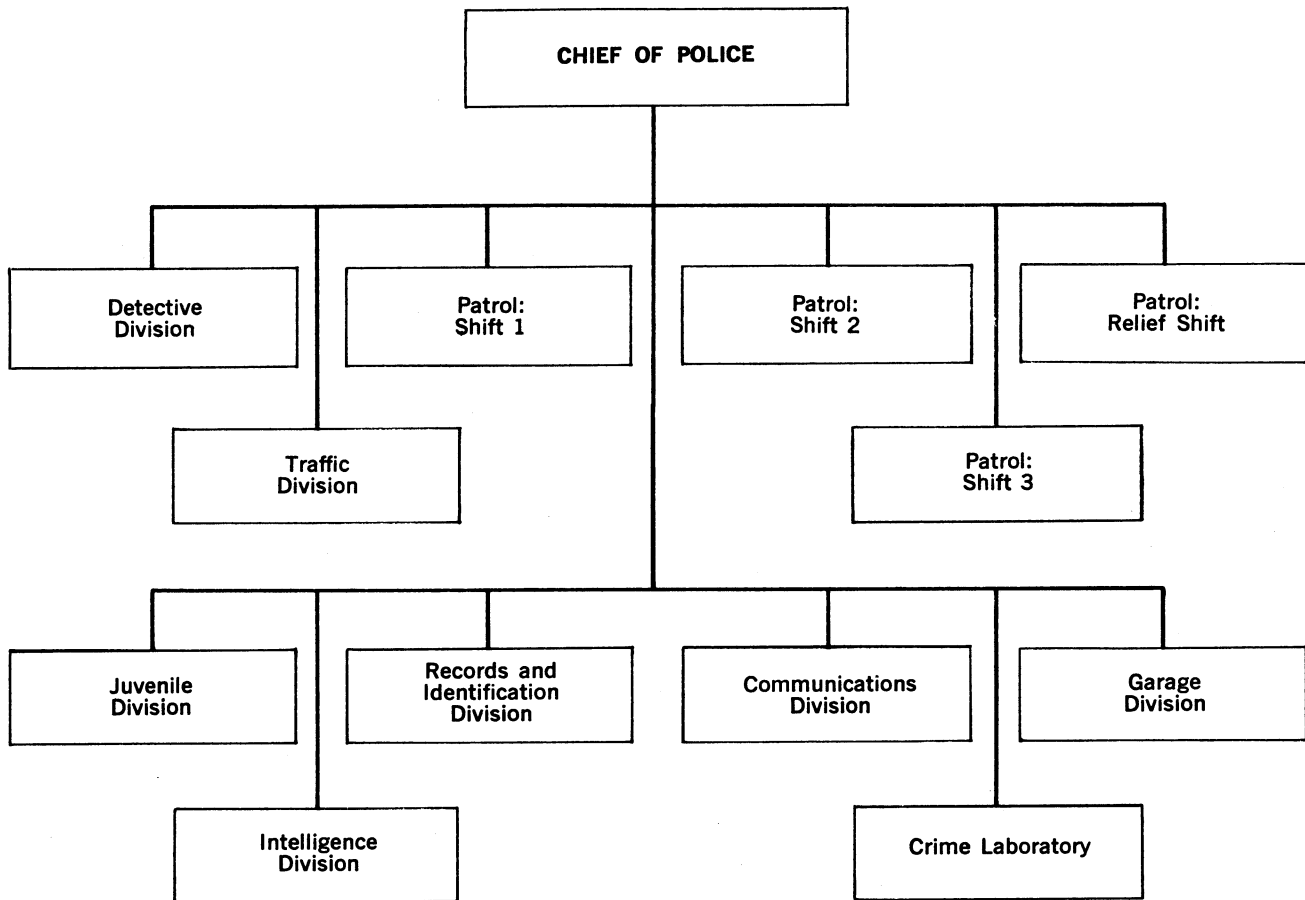 CHIEF OF POLICE
Detective
Division
Patrol:
Shift 1
Patrol:
Shift 2
Patrol:
Relief Shift
Traffic
Division
Patrol:
Shift 3
Juvenile
Division
Records and
Identification
Division
Communications
Division
Garage
Division
Intelligence
Division
Crime Laboratory